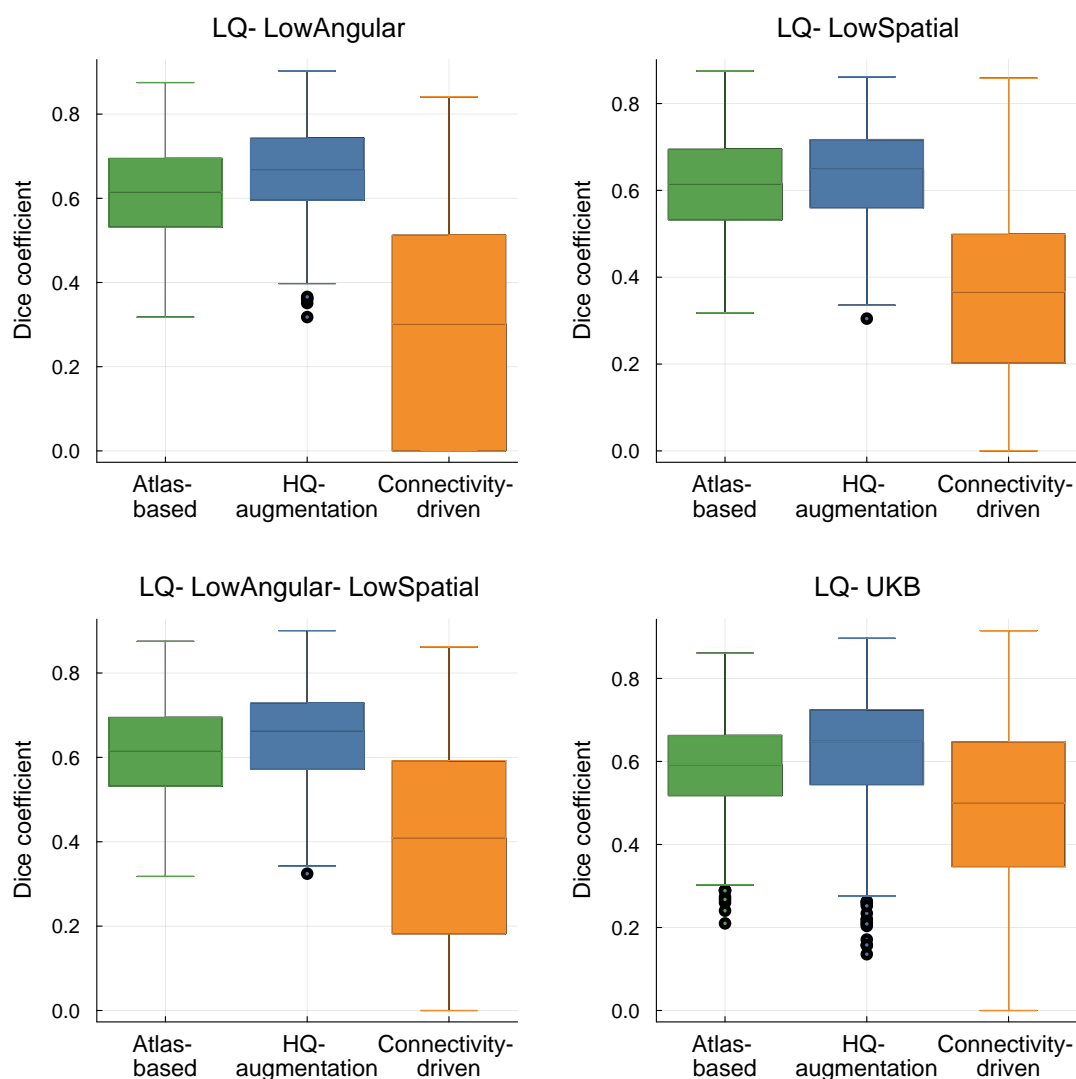 LQ- LowAngular
Dice coefficient
0.8
0.6
0.4
0.2
0.0
Atlas-
based
HQ-
augmentation
Connectivity-
driven
LQ- LowSpatial
Dice coefficient
0.8
0.6
0.4
0.2
0.0
Atlas-
based
HQ-
augmentation
Connectivity-
driven
LQ- LowAngular- LowSpatial
Dice coefficient
0.8
0.6
0.4
0.2
0.0
Atlas-
based
HQ-
augmentation
Connectivity-
driven
LQ- UKB
Dice coefficient
0.8
0.6
0.4
0.2
0.0
Atlas-
based
HQ-
augmentation
Connectivity-
driven